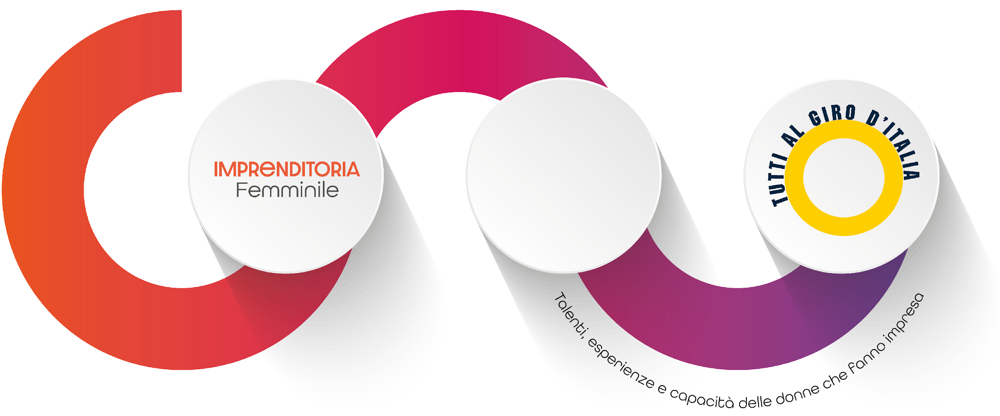 IMPRENDITORIA
Femminile
TUTTI AL GIRO D'ITALIA
Talenti, esperienze e capacità delle donne che fanno impresa